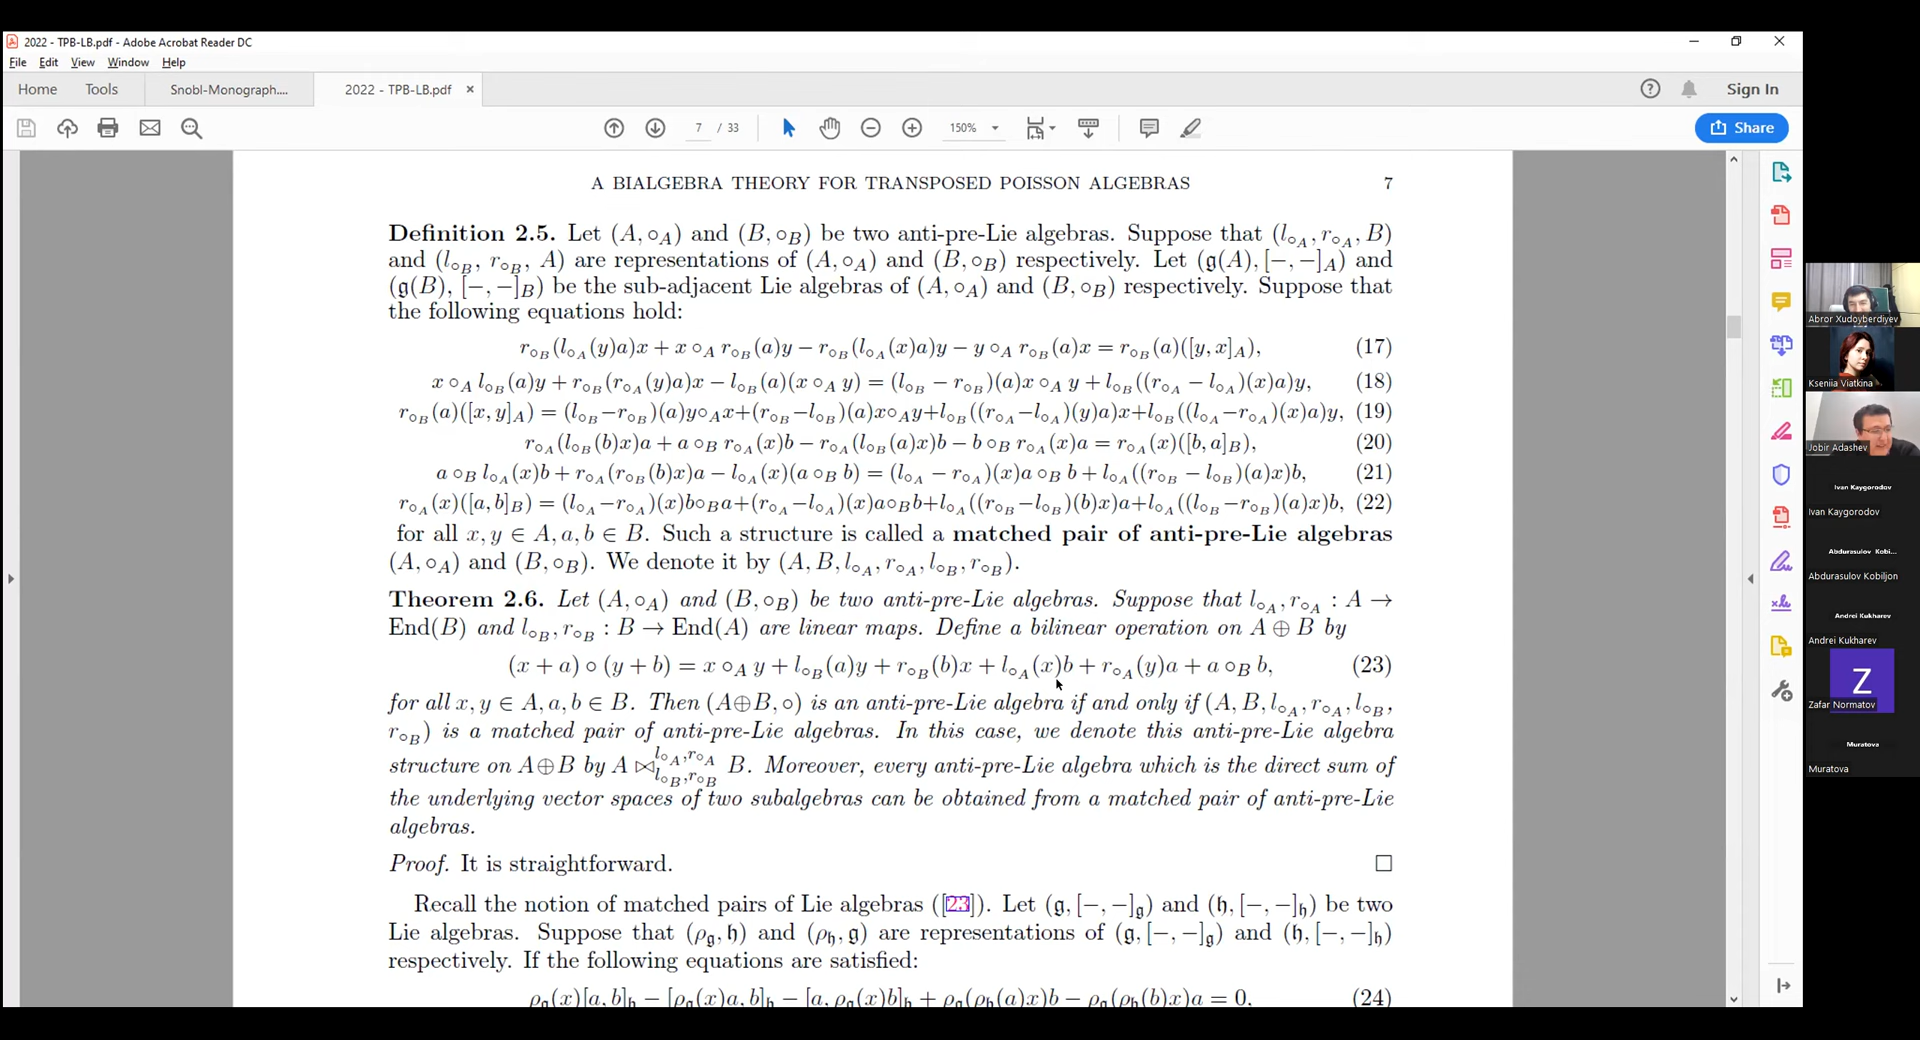 2022 - TPB-LB.pdf - Adobe Acrobat Reader DC
File Edit View Window Help
Home Tools Snobl-Monograph.... 2022 - TPB-LB.pdf × Sign In
7 / 33 150% Share
A BIALGEBRA THEORY FOR TRANSPOSED POISSON ALGEBRAS 7
Definition 2.5. Let (A, ∘_A) and (B, ∘_B) be two anti-pre-Lie algebras. Suppose that (l_{∘_A}, r_{∘_A}, B)
and (l_{∘_B}, r_{∘_B}, A) are representations of (A, ∘_A) and (B, ∘_B) respectively. Let (𝔤(A), [−, −]_A) and
(𝔤(B), [−, −]_B) be the sub-adjacent Lie algebras of (A, ∘_A) and (B, ∘_B) respectively. Suppose that
the following equations hold:
r_{∘_B}(l_{∘_A}(y)a)x + x ∘_A r_{∘_B}(a)y − r_{∘_B}(l_{∘_A}(x)a)y − y ∘_A r_{∘_B}(a)x = r_{∘_B}(a)([y, x]_A), (17)
x ∘_A l_{∘_B}(a)y + r_{∘_B}(r_{∘_A}(y)a)x − l_{∘_B}(a)(x ∘_A y) = (l_{∘_B} − r_{∘_B})(a)x ∘_A y + l_{∘_B}((r_{∘_A} − l_{∘_A})(x)a)y, (18)
r_{∘_B}(a)([x, y]_A) = (l_{∘_B}−r_{∘_B})(a)y∘_A x+(r_{∘_B}−l_{∘_B})(a)x∘_A y+l_{∘_B}((r_{∘_A}−l_{∘_A})(y)a)x+l_{∘_B}((l_{∘_A}−r_{∘_A})(x)a)y, (19)
r_{∘_A}(l_{∘_B}(b)x)a + a ∘_B r_{∘_A}(x)b − r_{∘_A}(l_{∘_B}(a)x)b − b ∘_B r_{∘_A}(x)a = r_{∘_A}(x)([b, a]_B), (20)
a ∘_B l_{∘_A}(x)b + r_{∘_A}(r_{∘_B}(b)x)a − l_{∘_A}(x)(a ∘_B b) = (l_{∘_A} − r_{∘_A})(x)a ∘_B b + l_{∘_A}((r_{∘_B} − l_{∘_B})(a)x)b, (21)
r_{∘_A}(x)([a, b]_B) = (l_{∘_A}−r_{∘_A})(x)b∘_B a+(r_{∘_A}−l_{∘_A})(x)a∘_B b+l_{∘_A}((r_{∘_B}−l_{∘_B})(b)x)a+l_{∘_A}((l_{∘_B}−r_{∘_B})(a)x)b, (22)
for all x, y ∈ A, a, b ∈ B. Such a structure is called a matched pair of anti-pre-Lie algebras
(A, ∘_A) and (B, ∘_B). We denote it by (A, B, l_{∘_A}, r_{∘_A}, l_{∘_B}, r_{∘_B}).
Theorem 2.6. Let (A, ∘_A) and (B, ∘_B) be two anti-pre-Lie algebras. Suppose that l_{∘_A}, r_{∘_A} : A →
End(B) and l_{∘_B}, r_{∘_B} : B → End(A) are linear maps. Define a bilinear operation on A ⊕ B by
(x + a) ∘ (y + b) = x ∘_A y + l_{∘_B}(a)y + r_{∘_B}(b)x + l_{∘_A}(x)b + r_{∘_A}(y)a + a ∘_B b, (23)
for all x, y ∈ A, a, b ∈ B. Then (A⊕B, ∘) is an anti-pre-Lie algebra if and only if (A, B, l_{∘_A}, r_{∘_A}, l_{∘_B},
r_{∘_B}) is a matched pair of anti-pre-Lie algebras. In this case, we denote this anti-pre-Lie algebra
structure on A⊕B by A ⋈^{l_{∘_A}, r_{∘_A}}_{l_{∘_B}, r_{∘_B}} B. Moreover, every anti-pre-Lie algebra which is the direct sum of
the underlying vector spaces of two subalgebras can be obtained from a matched pair of anti-pre-Lie
algebras.
Proof. It is straightforward. □
Recall the notion of matched pairs of Lie algebras ([23]). Let (𝔤, [−, −]_𝔤) and (𝔥, [−, −]_𝔥) be two
Lie algebras. Suppose that (ρ_𝔤, 𝔥) and (ρ_𝔥, 𝔤) are representations of (𝔤, [−, −]_𝔤) and (𝔥, [−, −]_𝔥)
respectively. If the following equations are satisfied:
ρ_𝔤(x)[a, b]_𝔥 − [ρ_𝔤(x)a, b]_𝔥 − [a, ρ_𝔤(x)b]_𝔥 + ρ_𝔤(ρ_𝔥(a)x)b − ρ_𝔤(ρ_𝔥(b)x)a = 0, (24)
Abror Xudoyberdiyev
Kseniia Viatkina
Jobir Adashev
Ivan Kaygorodov
Ivan Kaygorodov
Abdurasulov Kobi...
Abdurasulov Kobiljon
Andrei Kukharev
Andrei Kukharev
Z
Zafar Normatov
Muratova
Muratova